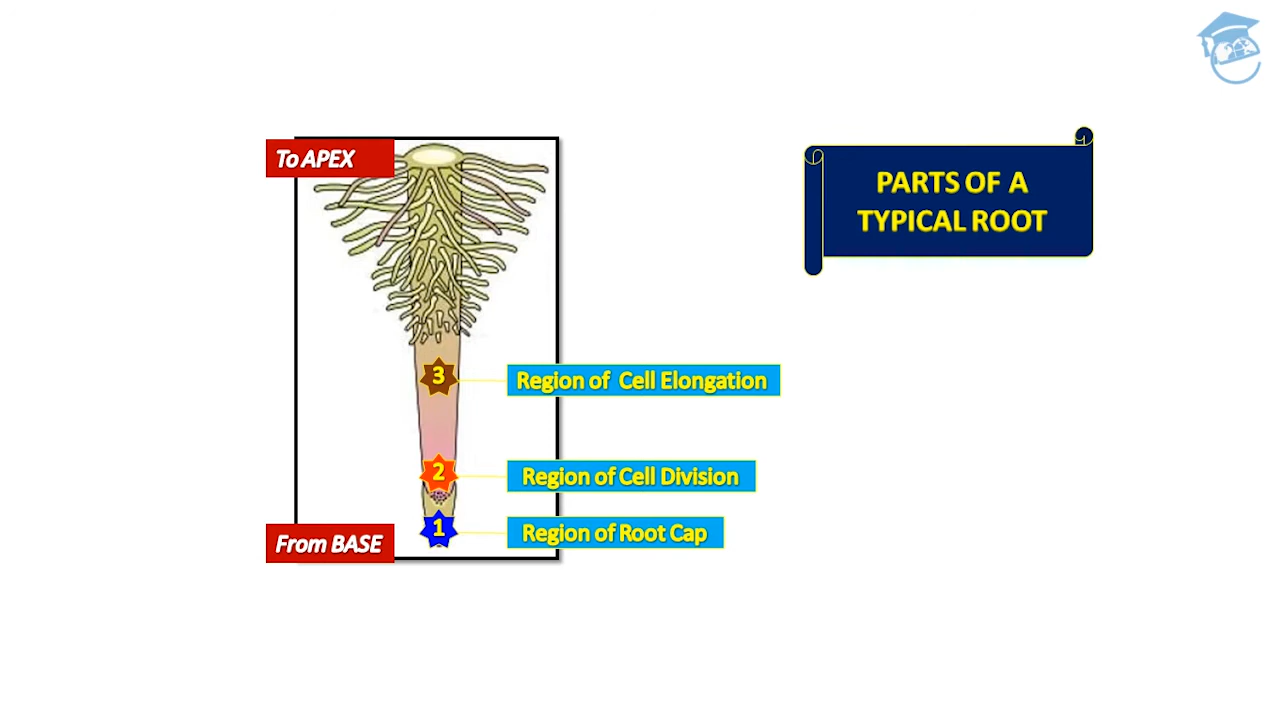 To APEX
PARTS OF A
TYPICAL ROOT
3
Region of Cell Elongation
2
Region of Cell Division
1
Region of Root Cap
From BASE